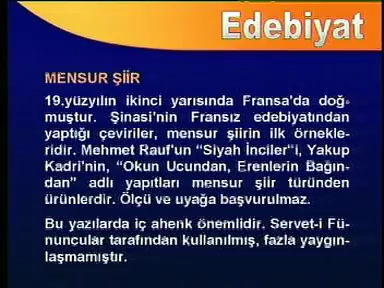 Edebiyat
MENSUR ŞİİR
19.yüzyılın ikinci yarısında Fransa'da doğ-
muştur. Şinasi'nin Fransız edebiyatından
yaptığı çeviriler, mensur şiirin ilk örnekle-
ridir. Mehmet Rauf'un “Siyah İnciler“i, Yakup
Kadri'nin, “Okun Ucundan, Erenlerin Bağın-
dan” adlı yapıtları mensur şiir türünden
ürünlerdir. Ölçü ve uyağa başvurulmaz.
Bu yazılarda iç ahenk önemlidir. Servet-i Fü-
nuncular tarafından kullanılmış, fazla yaygın-
laşmamıştır.